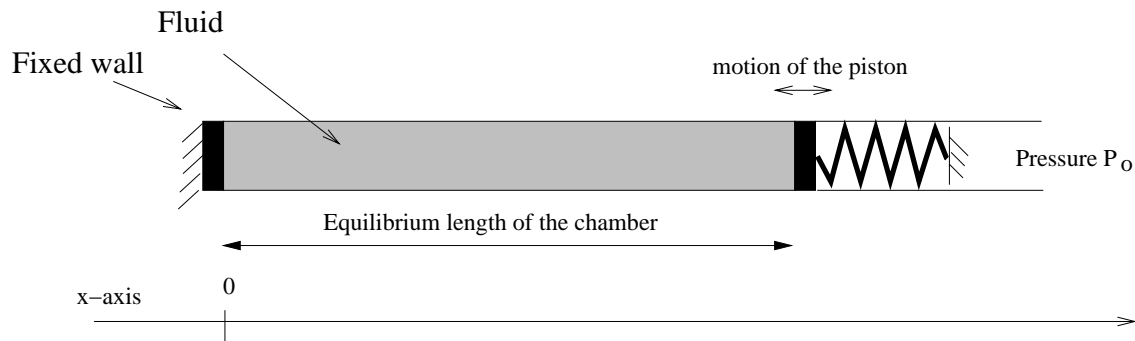 Fluid
Fixed wall
motion of the piston
Pressure P o
Equilibrium length of the chamber
0
x−axis